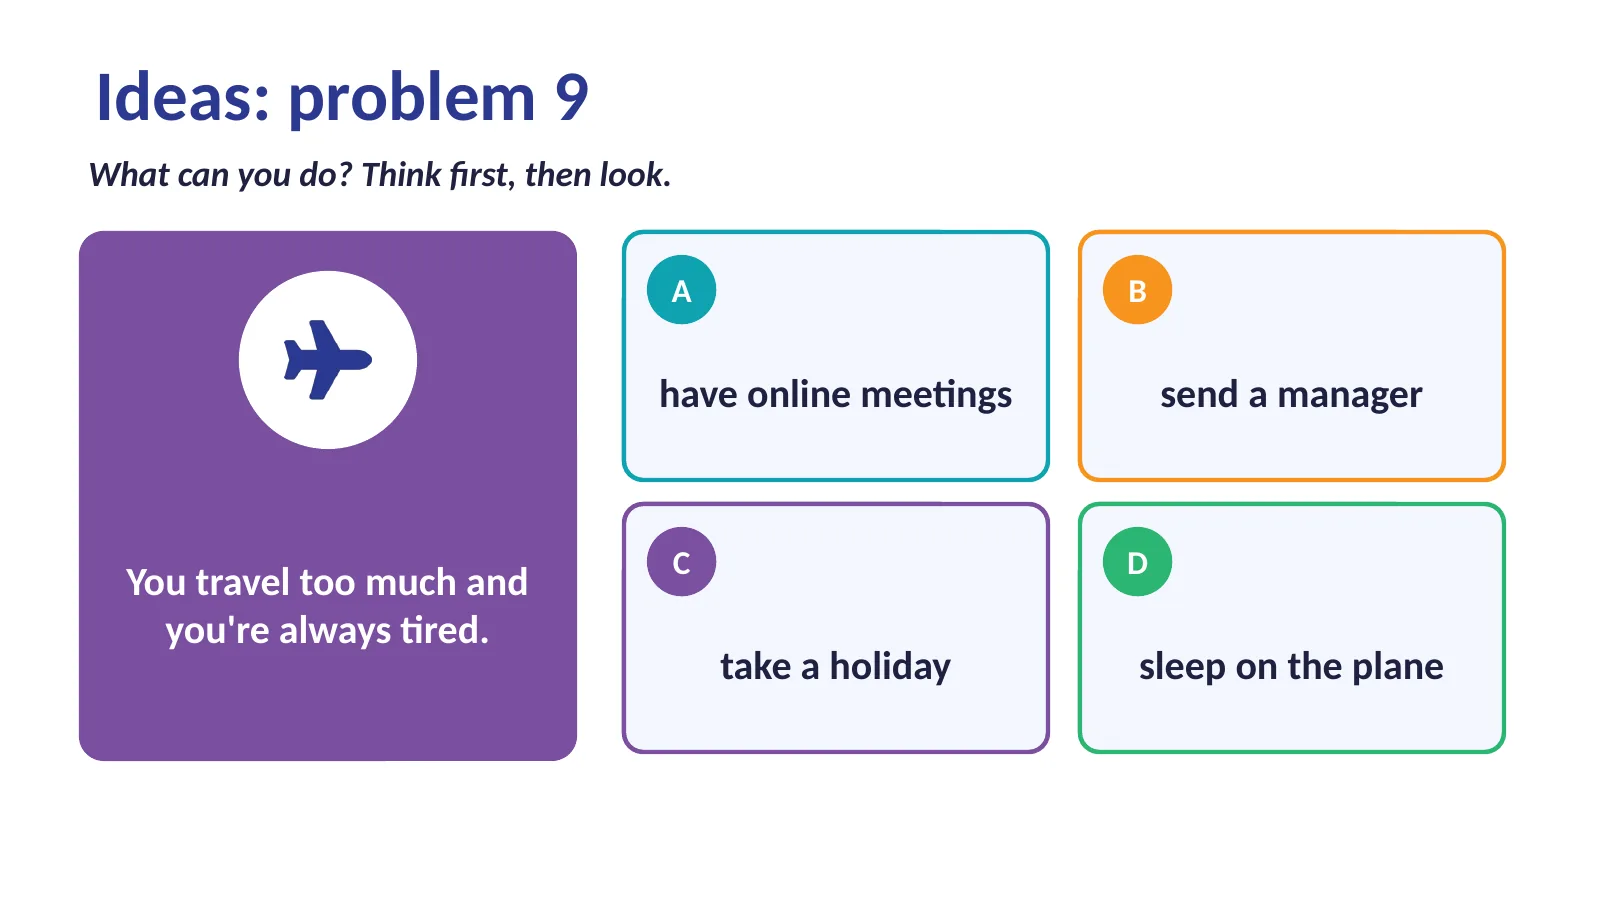 Ideas: problem 9
What can you do? Think first, then look.
You travel too much and
you're always tired.
A
have online meetings
B
send a manager
C
take a holiday
D
sleep on the plane